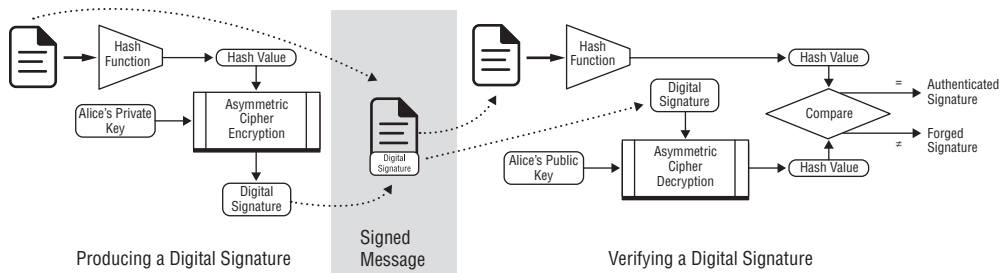 Hash
Function
Hash Value
Alice's Private
Key
Asymmetric
Cipher
Encryption
Digital
Signature
Producing a Digital Signature
Digital
Signature
Signed
Message
Hash
Function
Hash Value
Digital
Signature
Alice's Public
Key
Asymmetric
Cipher
Decryption
Hash Value
Compare
=
Authenticated
Signature
≠
Forged
Signature
Verifying a Digital Signature